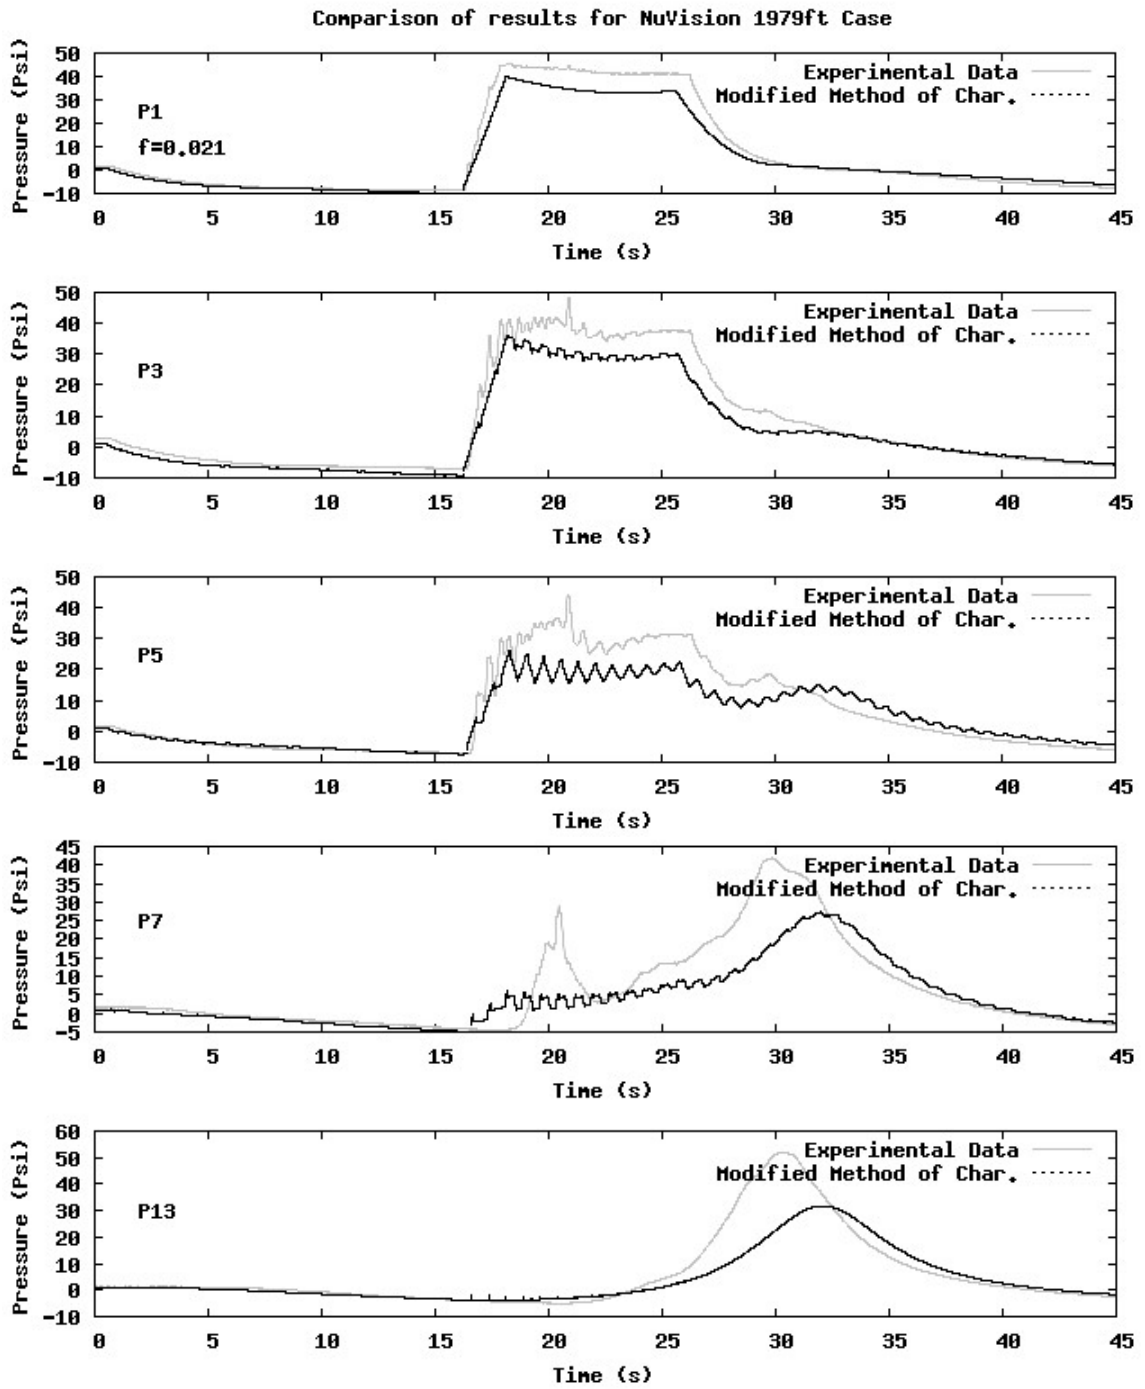 Comparison of results for NuVision 1979ft Case
50
40
30
20
10
0
-10
Pressure (Psi)
P1
f=0.021
Experimental Data
Modified Method of Char.
0 5 10 15 20 25 30 35 40 45
Time (s)
50
40
30
20
10
0
-10
Pressure (Psi)
P3
Experimental Data
Modified Method of Char.
0 5 10 15 20 25 30 35 40 45
Time (s)
50
40
30
20
10
0
-10
Pressure (Psi)
P5
Experimental Data
Modified Method of Char.
0 5 10 15 20 25 30 35 40 45
Time (s)
45
40
35
30
25
20
15
10
5
0
-5
Pressure (Psi)
P7
Experimental Data
Modified Method of Char.
0 5 10 15 20 25 30 35 40 45
Time (s)
60
50
40
30
20
10
0
-10
Pressure (Psi)
P13
Experimental Data
Modified Method of Char.
0 5 10 15 20 25 30 35 40 45
Time (s)